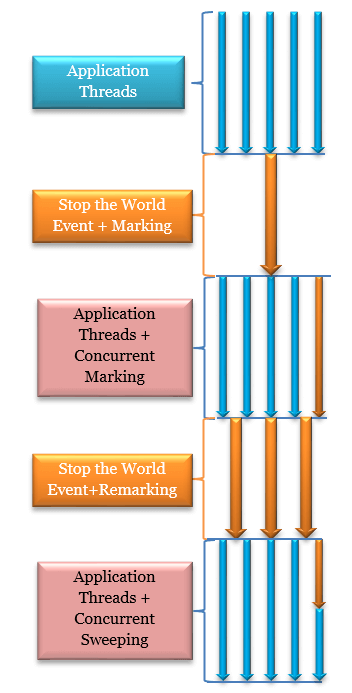 Application
Threads
Stop the World
Event + Marking
Application
Threads +
Concurrent
Marking
Stop the World
Event+Remarking
Application
Threads +
Concurrent
Sweeping